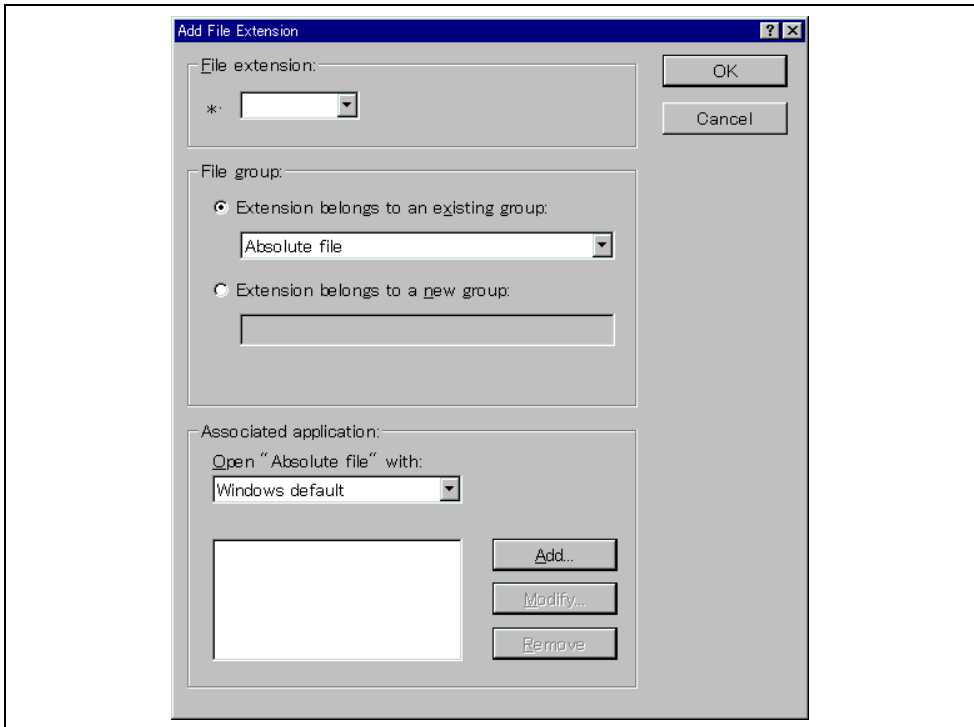 Add File Extension
File extension:
OK
*.
Cancel
File group:
Extension belongs to an existing group:
Absolute file
Extension belongs to a new group:
Associated application:
Open "Absolute file" with:
Windows default
Add...
Modify...
Remove